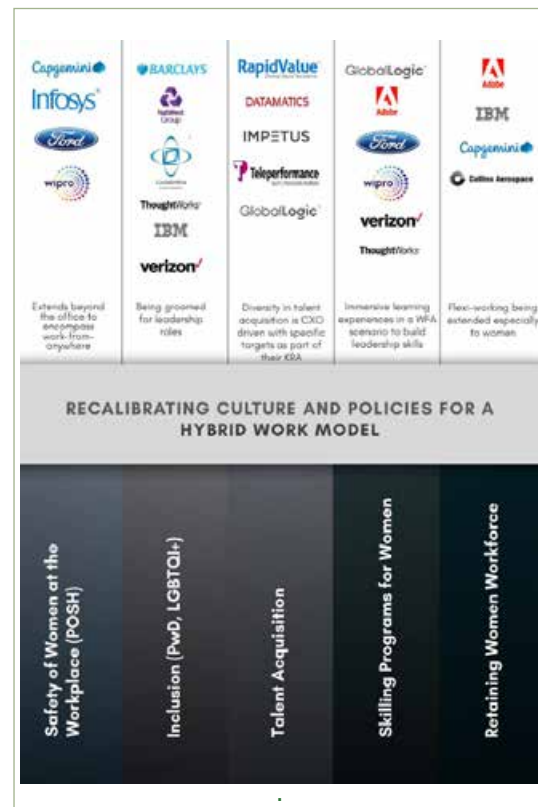 Capgemini
Infosys
Ford
wipro
Extends beyond
the office to
encompass
work-from-
anywhere
BARCLAYS
NatWest
Group
ThoughtWorks
IBM
verizon
Being groomed
for leadership
roles
RapidValue
DATAMATICS
IMPETUS
Teleperformance
GlobalLogic
Diversity in talent
acquisition is CXO
driven with specific
targets as part of
their KRA
GlobalLogic
Adobe
Ford
wipro
verizon
ThoughtWorks
Immersive learning
experiences in a WFA
scenario to build
leadership skills
Adobe
IBM
Capgemini
Collins Aerospace
Flexi-working being
extended especially
to women
RECALIBRATING CULTURE AND POLICIES FOR A
HYBRID WORK MODEL
Safety of Women at the
Workplace (POSH)
Inclusion (PwD, LGBTQI+)
Talent Acquisition
Skilling Programs for Women
Retaining Women Workforce